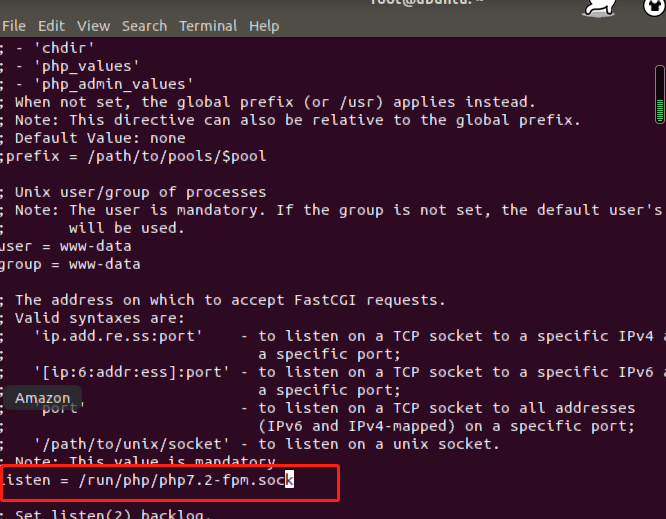 root@ubuntu: ~
File Edit View Search Terminal Help
; - 'chdir'
; - 'php_values'
; - 'php_admin_values'
; When not set, the global prefix (or /usr) applies instead.
; Note: This directive can also be relative to the global prefix.
; Default Value: none
;prefix = /path/to/pools/$pool
; Unix user/group of processes
; Note: The user is mandatory. If the group is not set, the default user's
;       will be used.
user = www-data
group = www-data
; The address on which to accept FastCGI requests.
; Valid syntaxes are:
;   'ip.add.re.ss:port'    - to listen on a TCP socket to a specific IPv4 a
;                            a specific port;
;   '[ip:6:addr:ess]:port' - to listen on a TCP socket to a specific IPv6 a
;                            a specific port;
Amazon
;   'port'                 - to listen on a TCP socket to all addresses
;                            (IPv6 and IPv4-mapped) on a specific port;
;   '/path/to/unix/socket' - to listen on a unix socket.
; Note: This value is mandatory.
listen = /run/php/php7.2-fpm.sock
; Set listen(2) backlog.